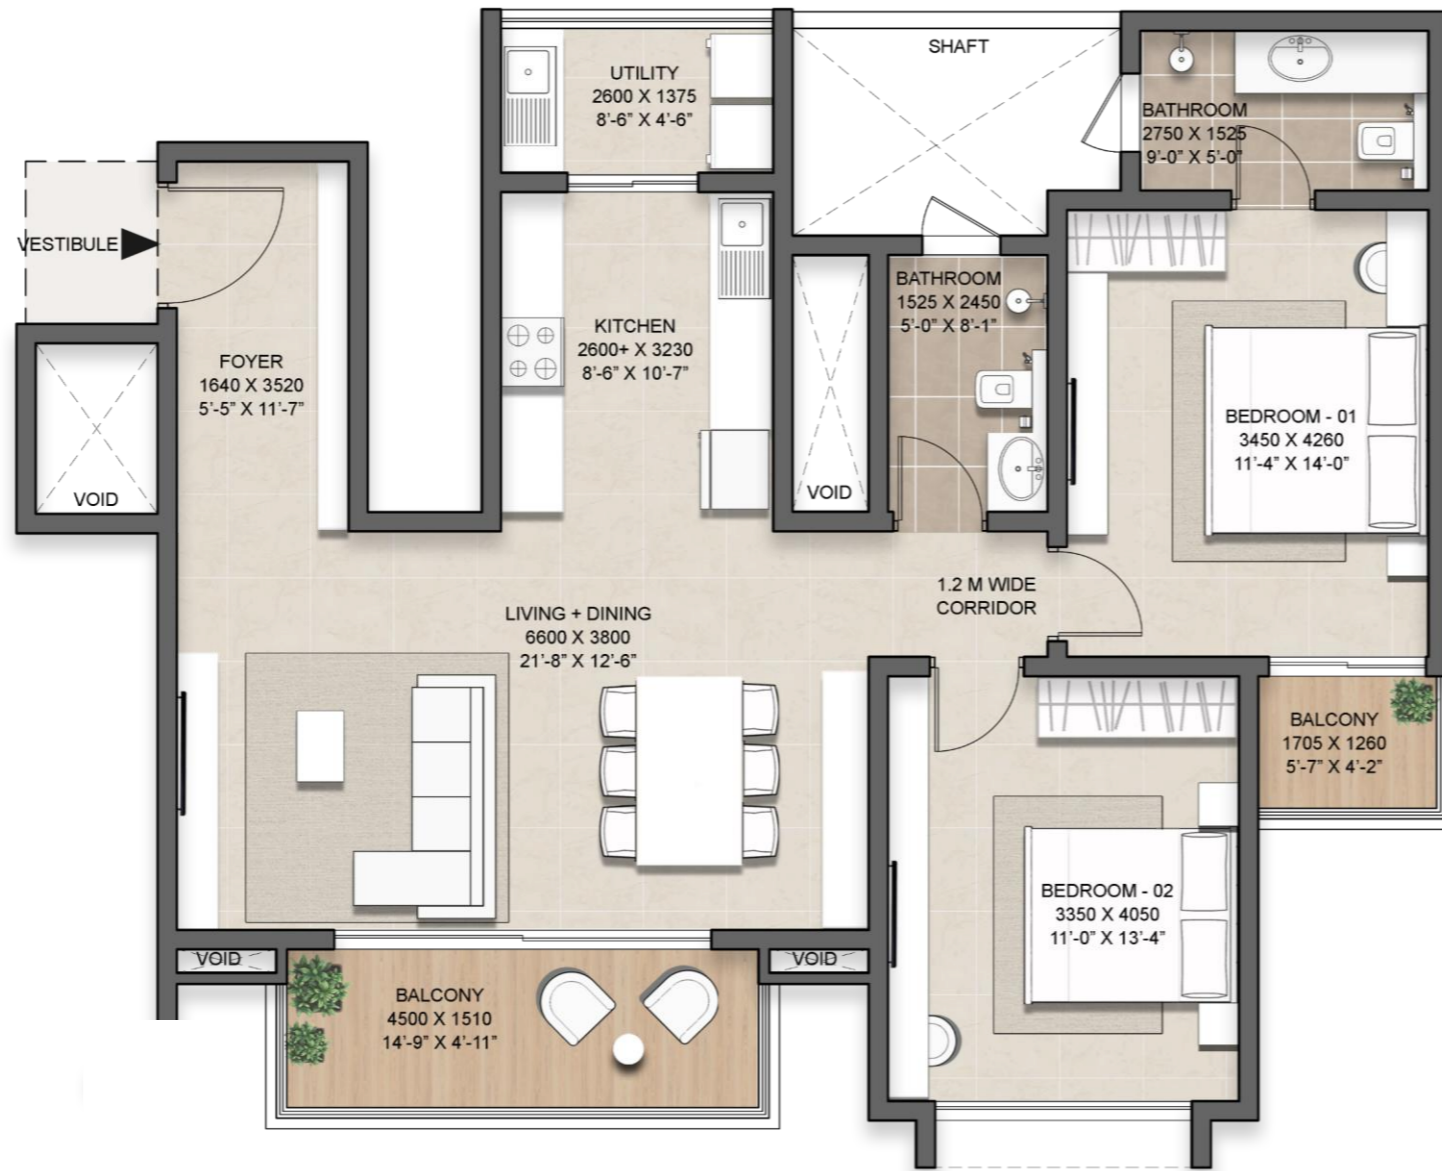 SHAFT
UTILITY
2600 X 1375
8'-6" X 4'-6"
BATHROOM
2750 X 1525
9'-0" X 5'-0"
VESTIBULE
BATHROOM
1525 X 2450
5'-0" X 8'-1"
KITCHEN
2600+ X 3230
8'-6" X 10'-7"
FOYER
1640 X 3520
5'-5" X 11'-7"
BEDROOM - 01
3450 X 4260
11'-4" X 14'-0"
VOID
VOID
1.2 M WIDE
CORRIDOR
LIVING + DINING
6600 X 3800
21'-8" X 12'-6"
BALCONY
1705 X 1260
5'-7" X 4'-2"
BEDROOM - 02
3350 X 4050
11'-0" X 13'-4"
VOID
VOID
BALCONY
4500 X 1510
14'-9" X 4'-11"